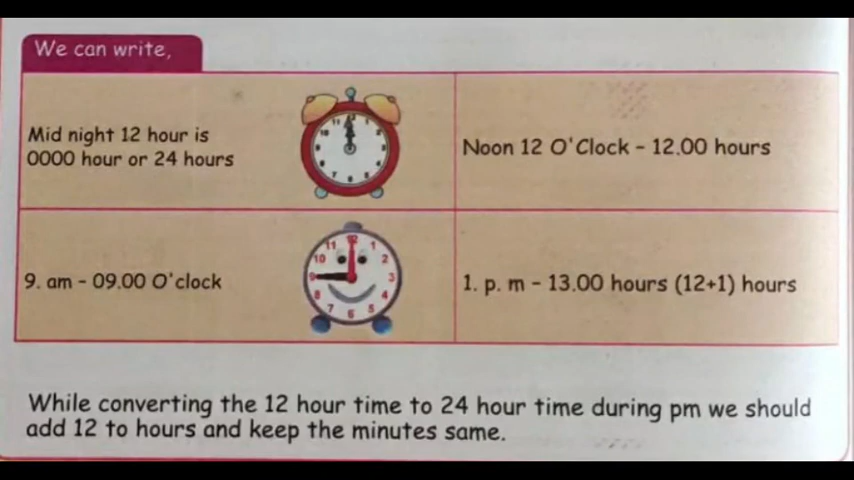 We can write,
Mid night 12 hour is
0000 hour or 24 hours
Noon 12 O'Clock - 12.00 hours
9. am - 09.00 O'clock
1. p. m - 13.00 hours (12+1) hours
While converting the 12 hour time to 24 hour time during pm we should
add 12 to hours and keep the minutes same.